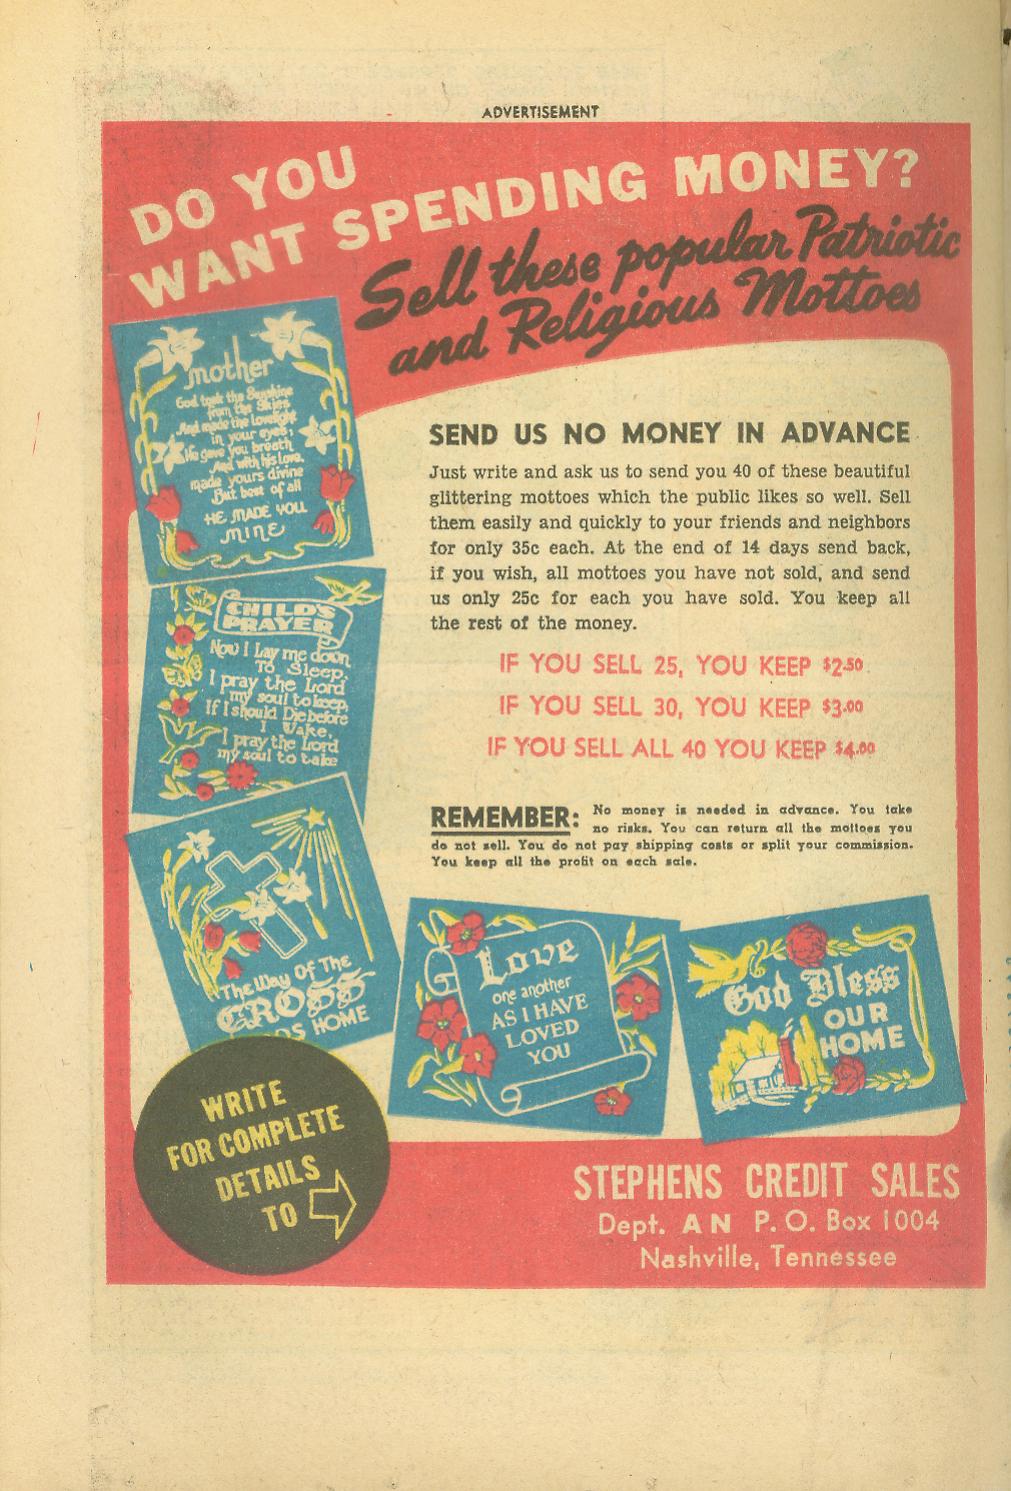 ADVERTISEMENT
DO YOU
WANT SPENDING MONEY?
Sell these popular Patriotic
and Religious Mottoes
mother
God took the Sunshine
from the Skies
And made the Lovelight
in your eyes;
He gave you breath
And with his love,
made yours divine
But best of all
HE MADE YOU
MINE
CHILD'S
PRAYER
Now I Lay me down
To Sleep,
I pray the Lord
my soul to keep,
If I should Die before
I Wake,
I pray the Lord
my soul to take
The Way Of The
CROSS
DS HOME
SEND US NO MONEY IN ADVANCE
Just write and ask us to send you 40 of these beautiful
glittering mottoes which the public likes so well. Sell
them easily and quickly to your friends and neighbors
for only 35c each. At the end of 14 days send back,
if you wish, all mottoes you have not sold, and send
us only 25c for each you have sold. You keep all
the rest of the money.
IF YOU SELL 25, YOU KEEP $2.50
IF YOU SELL 30, YOU KEEP $3.00
IF YOU SELL ALL 40 YOU KEEP $4.00
REMEMBER: No money is needed in advance. You take
no risks. You can return all the mottoes you
do not sell. You do not pay shipping costs or split your commission.
You keep all the profit on each sale.
Love
one another
AS I HAVE
LOVED
YOU
God Bless
OUR
HOME
WRITE
FOR COMPLETE
DETAILS
TO
STEPHENS CREDIT SALES
Dept. AN P. O. Box 1004
Nashville, Tennessee